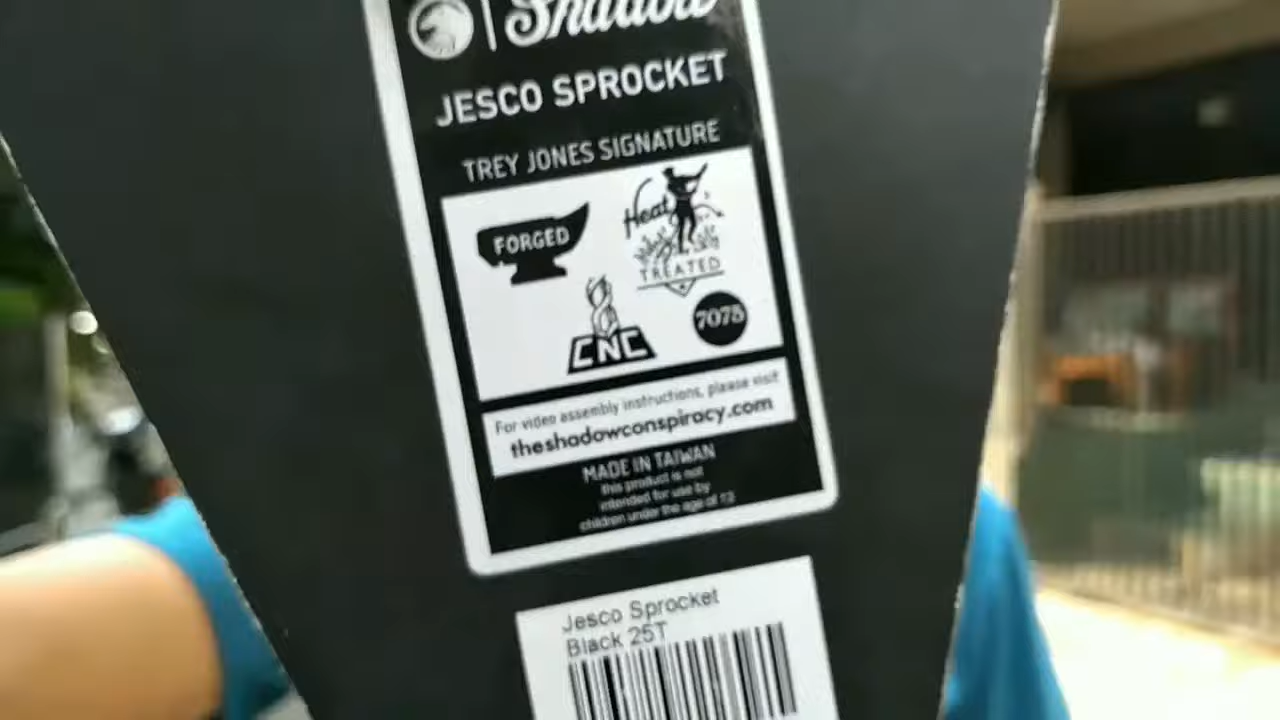 Shadow
JESCO SPROCKET
TREY JONES SIGNATURE
FORGED
Heat
TREATED
CNC
7075
For video assembly instructions, please visit
theshadowconspiracy.com
MADE IN TAIWAN
this product is not
intended for use by
children under the age of 13
Jesco Sprocket
Black 25T